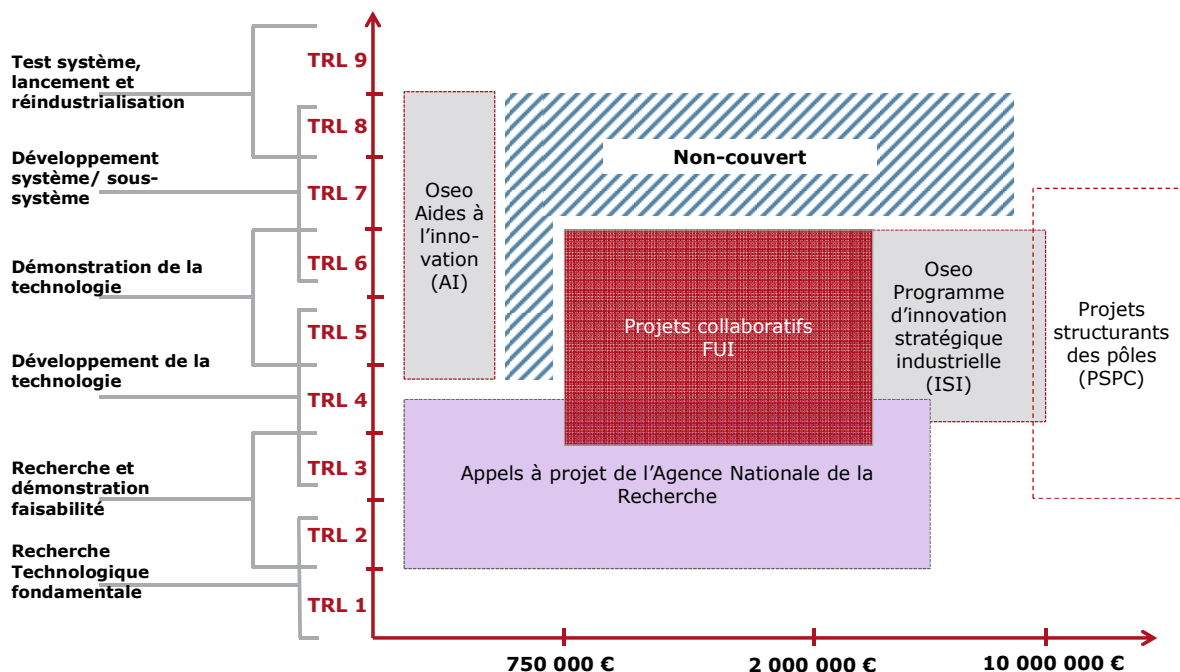 Test système,
lancement et
réindustrialisation
Développement
système/ sous-
système
Démonstration de la
technologie
Développement de la
technologie
Recherche et
démonstration
faisabilité
Recherche
Technologique
fondamentale
TRL 9
TRL 8
TRL 7
TRL 6
TRL 5
TRL 4
TRL 3
TRL 2
TRL 1
Oseo
Aides à
l’inno-
vation
(AI)
Non-couvert
Projets collaboratifs
FUI
Oseo
Programme
d’innovation
stratégique
industrielle
(ISI)
Projets
structurants
des pôles
(PSPC)
Appels à projet de l’Agence Nationale de la
Recherche
750 000 €
2 000 000 €
10 000 000 €